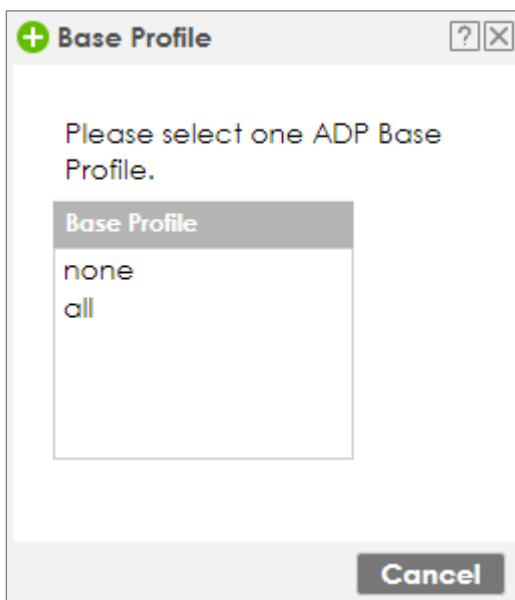 Base Profile
Please select one ADP Base
Profile.
Base Profile
none
all
Cancel